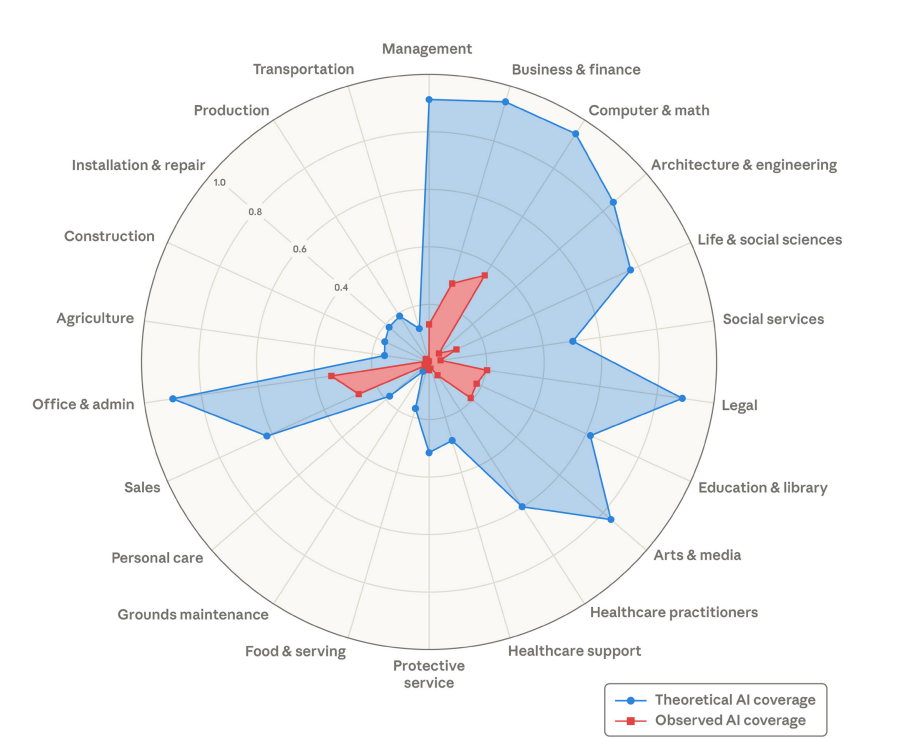 Management
Transportation
Business & finance
Production
Computer & math
Installation & repair
Architecture & engineering
1.0
0.8
Construction
Life & social sciences
0.6
0.4
Agriculture
Social services
Office & admin
Legal
Sales
Education & library
Personal care
Arts & media
Grounds maintenance
Healthcare practitioners
Food & serving
Healthcare support
Protective
service
Theoretical AI coverage
Observed AI coverage